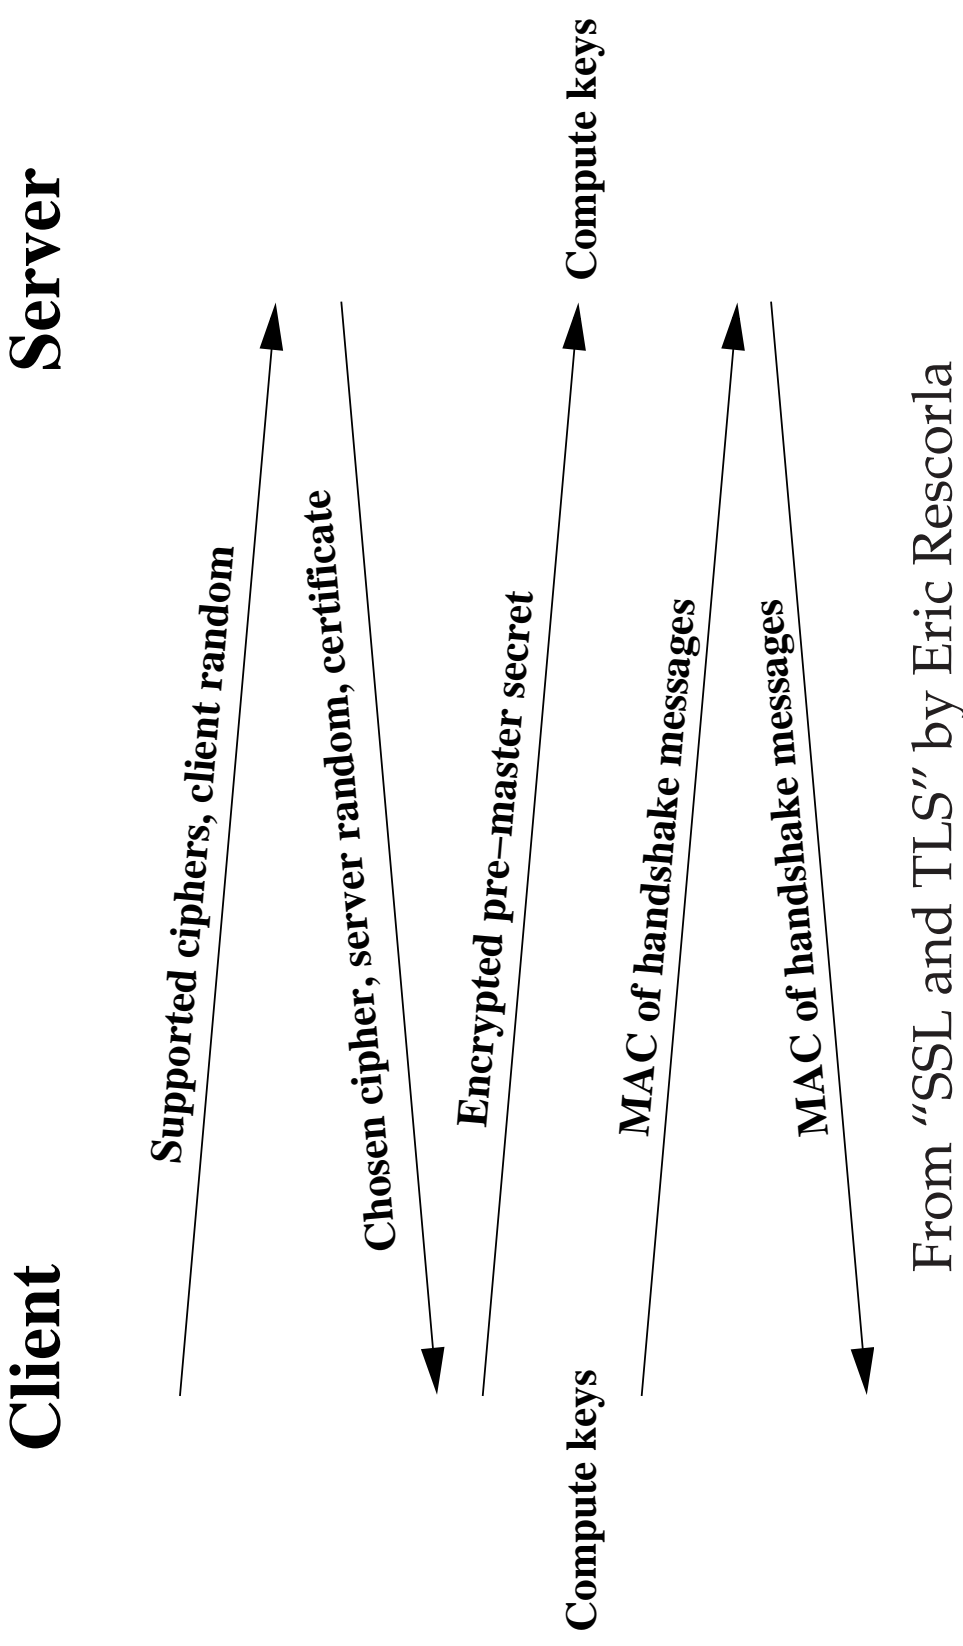 Client
Server
Supported ciphers, client random
Chosen cipher, server random, certificate
Encrypted pre–master secret
Compute keys
Compute keys
MAC of handshake messages
MAC of handshake messages
From “SSL and TLS” by Eric Rescorla